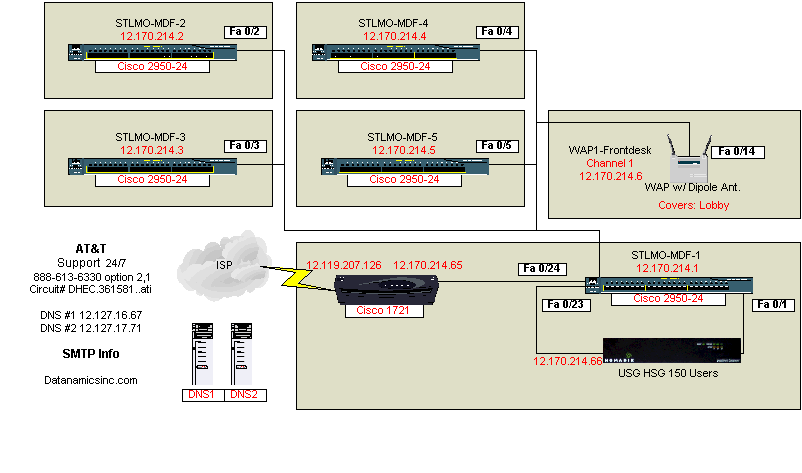 STLMO-MDF-2
Fa 0/2
12.170.214.2
Cisco 2950-24
STLMO-MDF-4
Fa 0/4
12.170.214.4
Cisco 2950-24
STLMO-MDF-3
Fa 0/3
12.170.214.3
Cisco 2950-24
STLMO-MDF-5
Fa 0/5
12.170.214.5
Cisco 2950-24
WAP1-Frontdesk
Channel 1
12.170.214.6
Fa 0/14
WAP w/ Dipole Ant.
Covers: Lobby
AT&T
Support 24/7
888-613-6330 option 2,1
Circuit# DHEC.361581..ati
DNS #1 12.127.16.67
DNS #2 12.127.17.71
SMTP Info
Datanamicsinc.com
ISP
DNS1
DNS2
12.119.207.126
12.170.214.65
Cisco 1721
Fa 0/24
STLMO-MDF-1
12.170.214.1
Cisco 2950-24
Fa 0/23
Fa 0/1
12.170.214.66
NOMADIX
USG HSG 150 Users